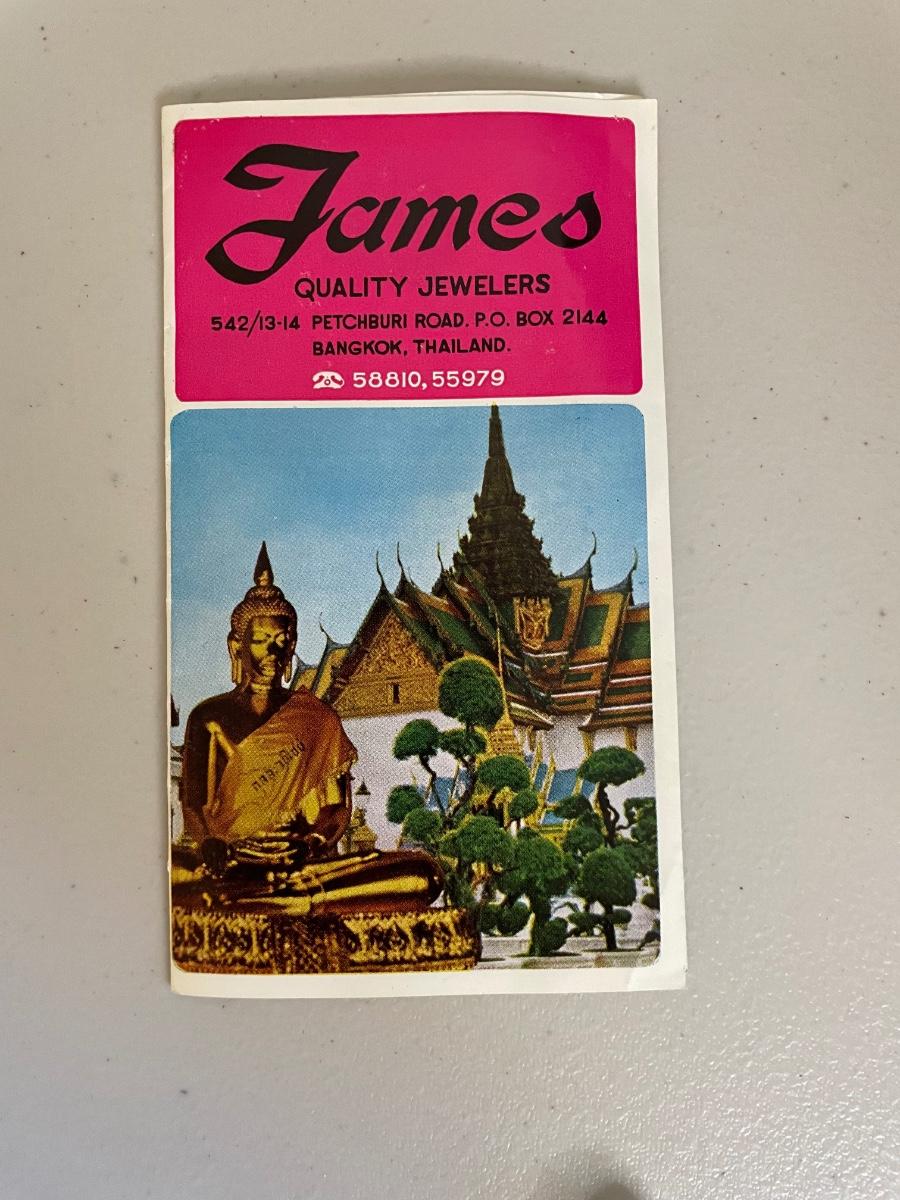 James
QUALITY JEWELERS
542/13-14 PETCHBURI ROAD. P.O. BOX 2144
BANGKOK, THAILAND.
58810, 55979